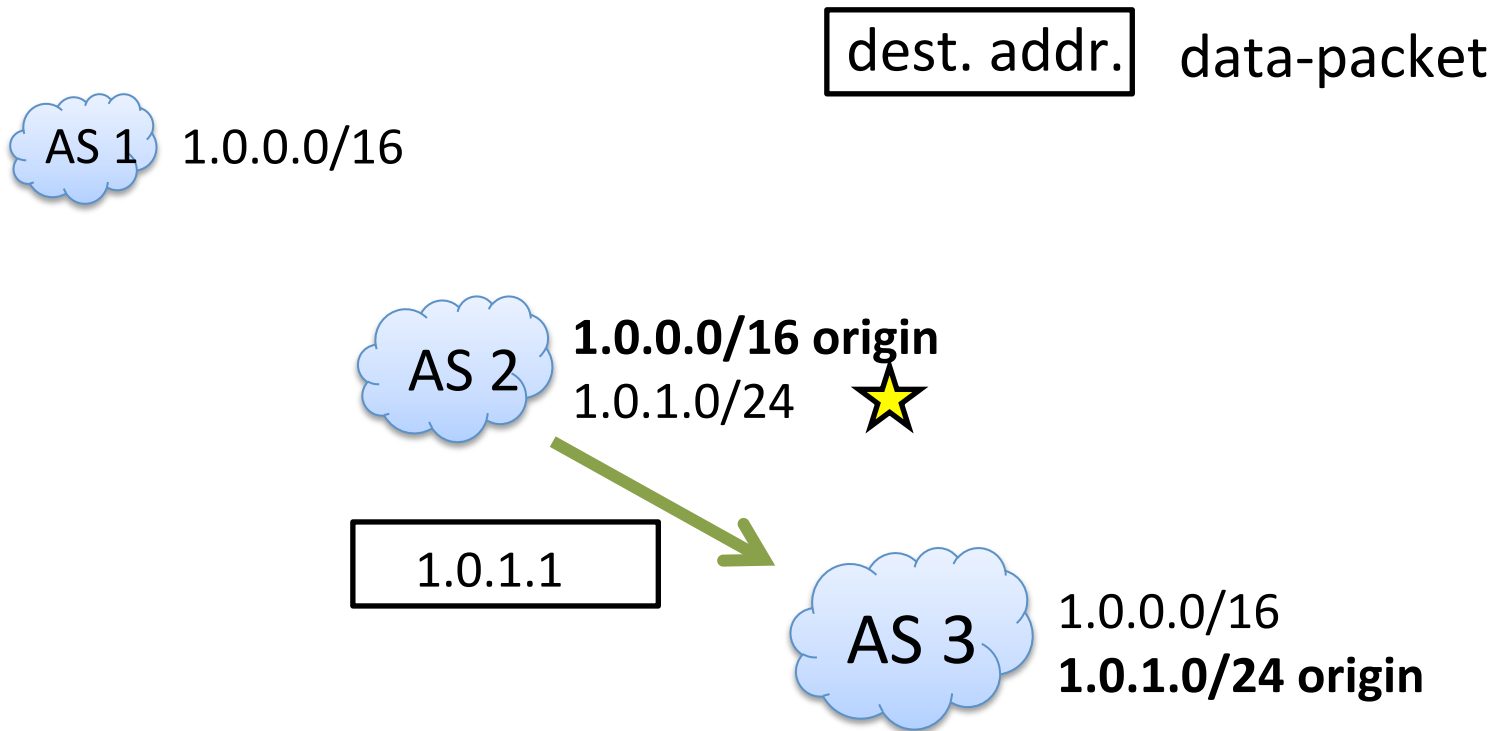 dest. addr. data-packet
AS 1 1.0.0.0/16
AS 2
1.0.0.0/16 origin
1.0.1.0/24
1.0.1.1
AS 3
1.0.0.0/16
1.0.1.0/24 origin